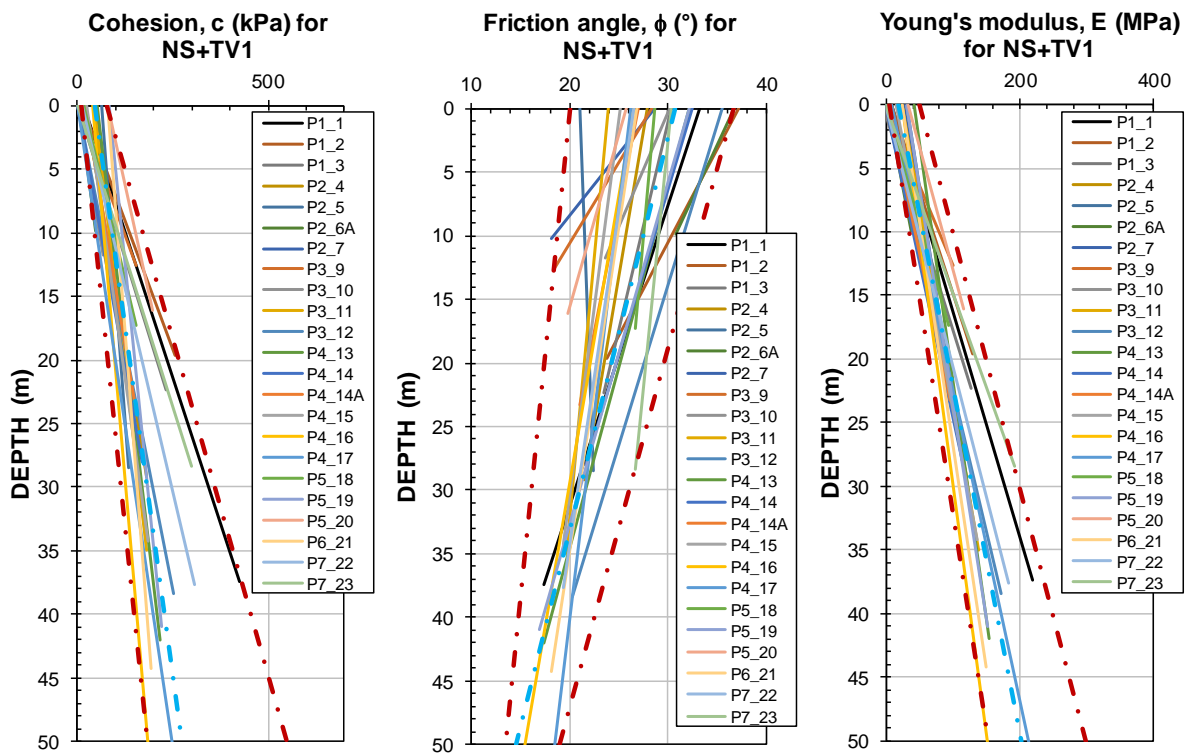 Cohesion, c (kPa) for
NS+TV1
0
500
0
5
10
15
20
25
30
35
40
45
50
DEPTH (m)
P1_1
P1_2
P1_3
P2_4
P2_5
P2_6A
P2_7
P3_9
P3_10
P3_11
P3_12
P4_13
P4_14
P4_14A
P4_15
P4_16
P4_17
P5_18
P5_19
P5_20
P6_21
P7_22
P7_23
Friction angle, ϕ (°) for
NS+TV1
10
20
30
40
0
5
10
15
20
25
30
35
40
45
50
DEPTH (m)
P1_1
P1_2
P1_3
P2_4
P2_5
P2_6A
P2_7
P3_9
P3_10
P3_11
P3_12
P4_13
P4_14
P4_14A
P4_15
P4_16
P4_17
P5_18
P5_19
P5_20
P6_21
P7_22
P7_23
Young's modulus, E (MPa)
for NS+TV1
0
200
400
0
5
10
15
20
25
30
35
40
45
50
DEPTH (m)
P1_1
P1_2
P1_3
P2_4
P2_5
P2_6A
P2_7
P3_9
P3_10
P3_11
P3_12
P4_13
P4_14
P4_14A
P4_15
P4_16
P4_17
P5_18
P5_19
P5_20
P6_21
P7_22
P7_23